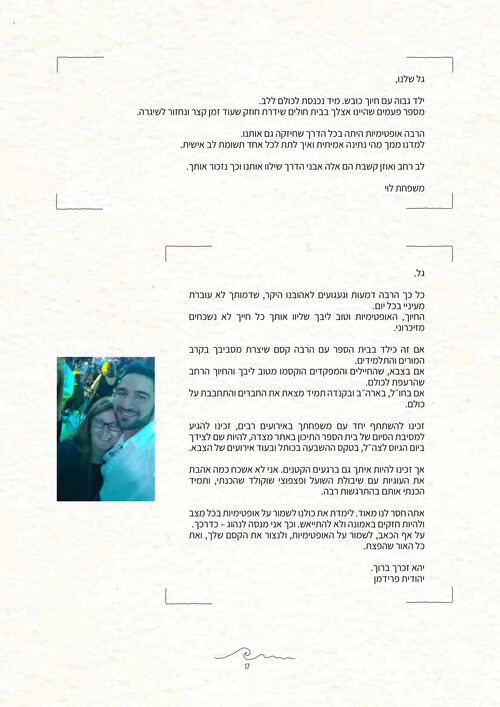 גל שלנו,
ילד גבוה עם חיוך כובש. מיד נכנסת לכולם ללב.
מספר פעמים שהיינו אצלך בבית חולים שידרת חוזק שעוד זמן קצר ונחזור לשיגרה.
הרבה אופטימיות היתה בכל הדרך שחיזקה גם אותנו.
למדנו ממך מהי נתינה אמיתית ואיך לתת לכל אחד תשומת לב אישית.
לב רחב ואוזן קשבת הם אלה אבני הדרך שילוו אותנו וכך נזכור אותך.
משפחת לוי
גל.
כל כך הרבה דמעות וגעגועים לאהובנו היקר, שדמותך לא עוברת
מעיניי בכל יום.
החיוך, האופטימיות וטוב ליבך שליוו אותך כל חייך לא נשכחים
מזיכרוני.
אם זה כילד בבית הספר עם הרבה קסם שיצרת מסביבך בקרב
המורים והתלמידים.
אם בצבא, שהחיילים והמפקדים הוקסמו מטוב ליבך והחיוך הרחב
שהרעפת לכולם.
אם בחו״ל, בארה״ב ובקנדה תמיד מצאת את החברים והתחבבת על
כולם.
זכינו להשתתף יחד עם משפחתך באירועים רבים, זכינו להגיע
למסיבת הסיום של בית הספר התיכון באתר מצדה, להיות שם לצידך
ביום הגיוס לצה״ל, בטקס ההשבעה בכותל ובעוד אירועים של הצבא.
אך זכינו להיות איתך גם ברגעים הקטנים. אני לא אשכח כמה אהבת
את העוגיות עם שיבולת השועל ופצפוצי שוקולד שהכנתי, ותמיד
הכנתי אותם בהתרגשות רבה.
אתה חסר לנו מאוד. לימדת את כולנו לשמור על אופטימיות בכל מצב
ולהיות חזקים באמונה ולא להתייאש. וכך אני מנסה לנהוג – כדרכך.
על אף הכאב, לשמור על האופטימיות, ולנצור את הקסם שלך, ואת
כל האור שהפצת.
יהא זכרך ברוך.
יהודית פרידמן
17